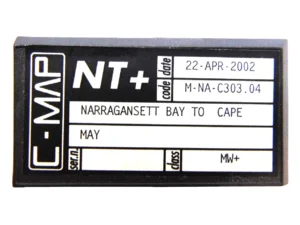 C-MAP
NT+
date 22-APR-2002
code M-NA-C303.04
NARRAGANSETT BAY TO CAPE
MAY
ser.n.
class MW+